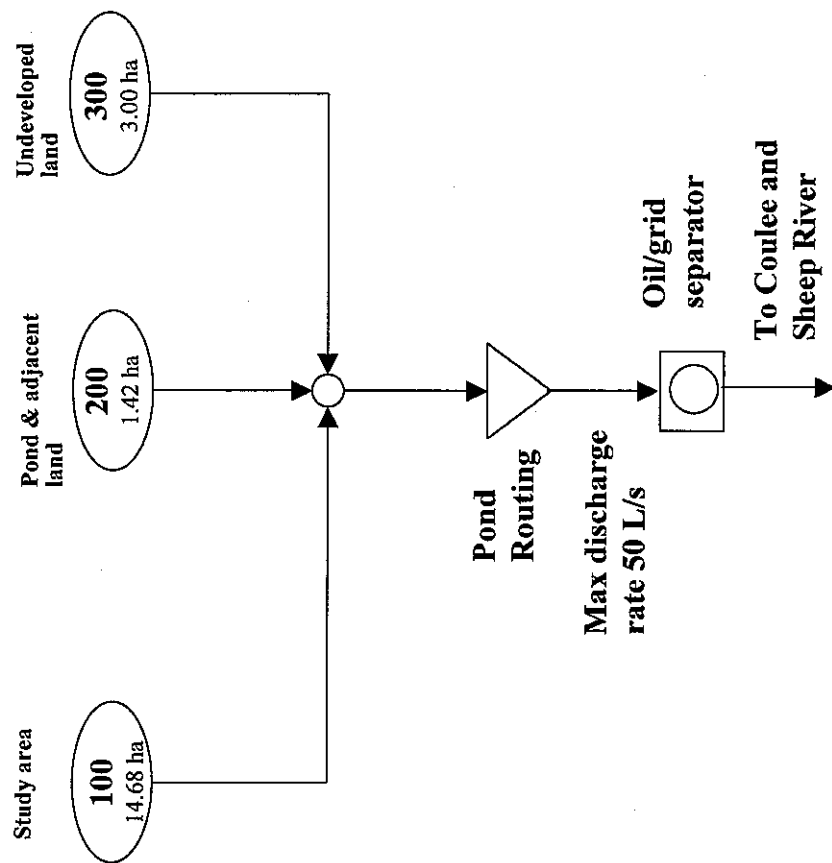 Study area
100
14.68 ha
Pond & adjacent
land
200
1.42 ha
Undeveloped
land
300
3.00 ha
Pond
Routing
Max discharge
rate 50 L/s
Oil/grid
separator
To Coulee and
Sheep River